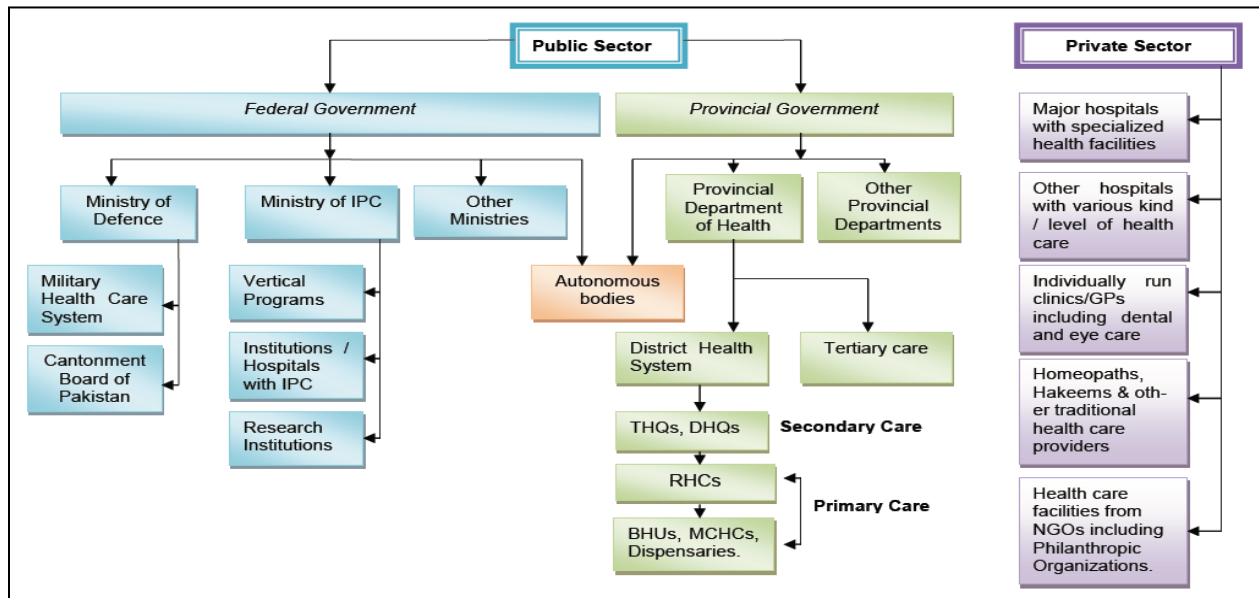 Public Sector
Private Sector
Federal Government
Provincial Government
Major hospitals
with specialized
health facilities
Ministry of
Defence
Ministry of IPC
Other
Ministries
Provincial
Department
of Health
Other
Provincial
Departments
Other hospitals
with various kind
/ level of health
care
Military
Health Care
System
Vertical
Programs
Autonomous
bodies
Individually run
clinics/GPs
including dental
and eye care
Cantonment
Board of
Pakistan
Institutions /
Hospitals
with IPC
District Health
System
Tertiary care
Homeopaths,
Hakeems & oth-
er traditional
health care
providers
Research
Institutions
THQs, DHQs
Secondary Care
RHCs
Primary Care
BHUs, MCHCs,
Dispensaries.
Health care
facilities from
NGOs including
Philanthropic
Organizations.